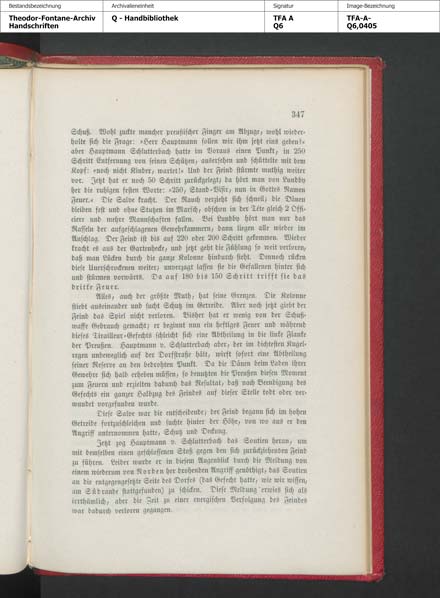 Bestandsbezeichnung
Archivalieneinheit
Signatur
Image-Bezeichnung
Theodor-Fontane-Archiv
Handschriften
Q - Handbibliothek
TFA A
Q6
TFA-A-
Q6,0405
347
Schuß. Wohl zuckte mancher preußischer Finger am Abzuge, wohl wieder-
holte sich die Frage: »Herr Hauptmann sollen wir ihm jetzt eins geben!«
aber Hauptmann Schlutterbach hatte im Voraus einen Punkt, in 250
Schritt Entfernung von seinen Schützen, ausersehen und schüttelte mit dem
Kopf: »noch nicht Kinder, wartet!« Und der Feind stürmte muthig weiter
vor. Jetzt hat er noch 50 Schritt zurückgelegt; da hört man von Lundby
her die ruhigen festen Worte: »250, Stand-Visir, nun in Gottes Namen
Feuer.« Die Salve kracht. Der Rauch verzieht sich schnell; die Dänen
bleiben fest und ohne Stutzen im Marsch, obschon in der Tête gleich 2 Offi-
ziere und mehre Mannschaften fallen. Bei Lundby hört man nur das
Rasseln der aufgeschlagenen Gewehrkammern, dann liegen alle wieder im
Anschlag. Der Feind ist bis auf 220 oder 200 Schritt gekommen. Wieder
kracht es aus der Gartenhecke, und jetzt geht die Fühlung so weit verloren,
daß man Lücken durch die ganze Kolonne hindurch sieht. Dennoch rücken
diese Unerschrockenen weiter; unverzagt lassen sie die Gefallenen hinter sich
und stürmen vorwärts. Da auf 180 bis 150 Schritt trifft sie das
dritte Feuer.
Alles, auch der größte Muth, hat seine Grenzen. Die Kolonne
stiebt auseinander und sucht Schutz im Getreide. Aber noch jetzt giebt der
Feind das Spiel nicht verloren. Bisher hat er wenig von der Schuß-
waffe Gebrauch gemacht; er beginnt nun ein heftiges Feuer und während
dieses Tirailleur-Gefechts schleicht sich eine Abtheilung in die linke Flanke
der Preußen. Hauptmann v. Schlutterbach aber, der im dichtesten Kugel-
regen unbeweglich auf der Dorfstraße hält, wirft sofort eine Abtheilung
seiner Reserve an den bedrohten Punkt. Da die Dänen beim Laden ihrer
Gewehre sich halb erheben müssen, so benutzten die Preußen diesen Moment
zum Feuern und erzielten dadurch das Resultat, daß nach Beendigung des
Gefechts ein ganzer Halbzug des Feindes auf dieser Stelle todt oder ver-
wundet vorgefunden wurde.
Diese Salve war die entscheidende; der Feind begann sich im hohen
Getreide fortzuschleichen und suchte hinter der Höhe, von wo aus er den
Angriff unternommen hatte, Schutz und Deckung.
Jetzt zog Hauptmann v. Schlutterbach das Soutien heran, um
mit demselben einen geschlossenen Stoß gegen den sich zurückziehenden Feind
zu führen. Leider wurde er in diesem Augenblick durch die Meldung von
einem wiederum von Norden her drohenden Angriff genöthigt, das Soutien
an die entgegengesetzte Seite des Dorfes (das Gefecht hatte, wie wir wissen,
am Südrande stattgefunden) zu schicken. Diese Meldung erwies sich als
irrthümlich, aber die Zeit zu einer energischen Verfolgung des Feindes
war dadurch verloren gegangen.